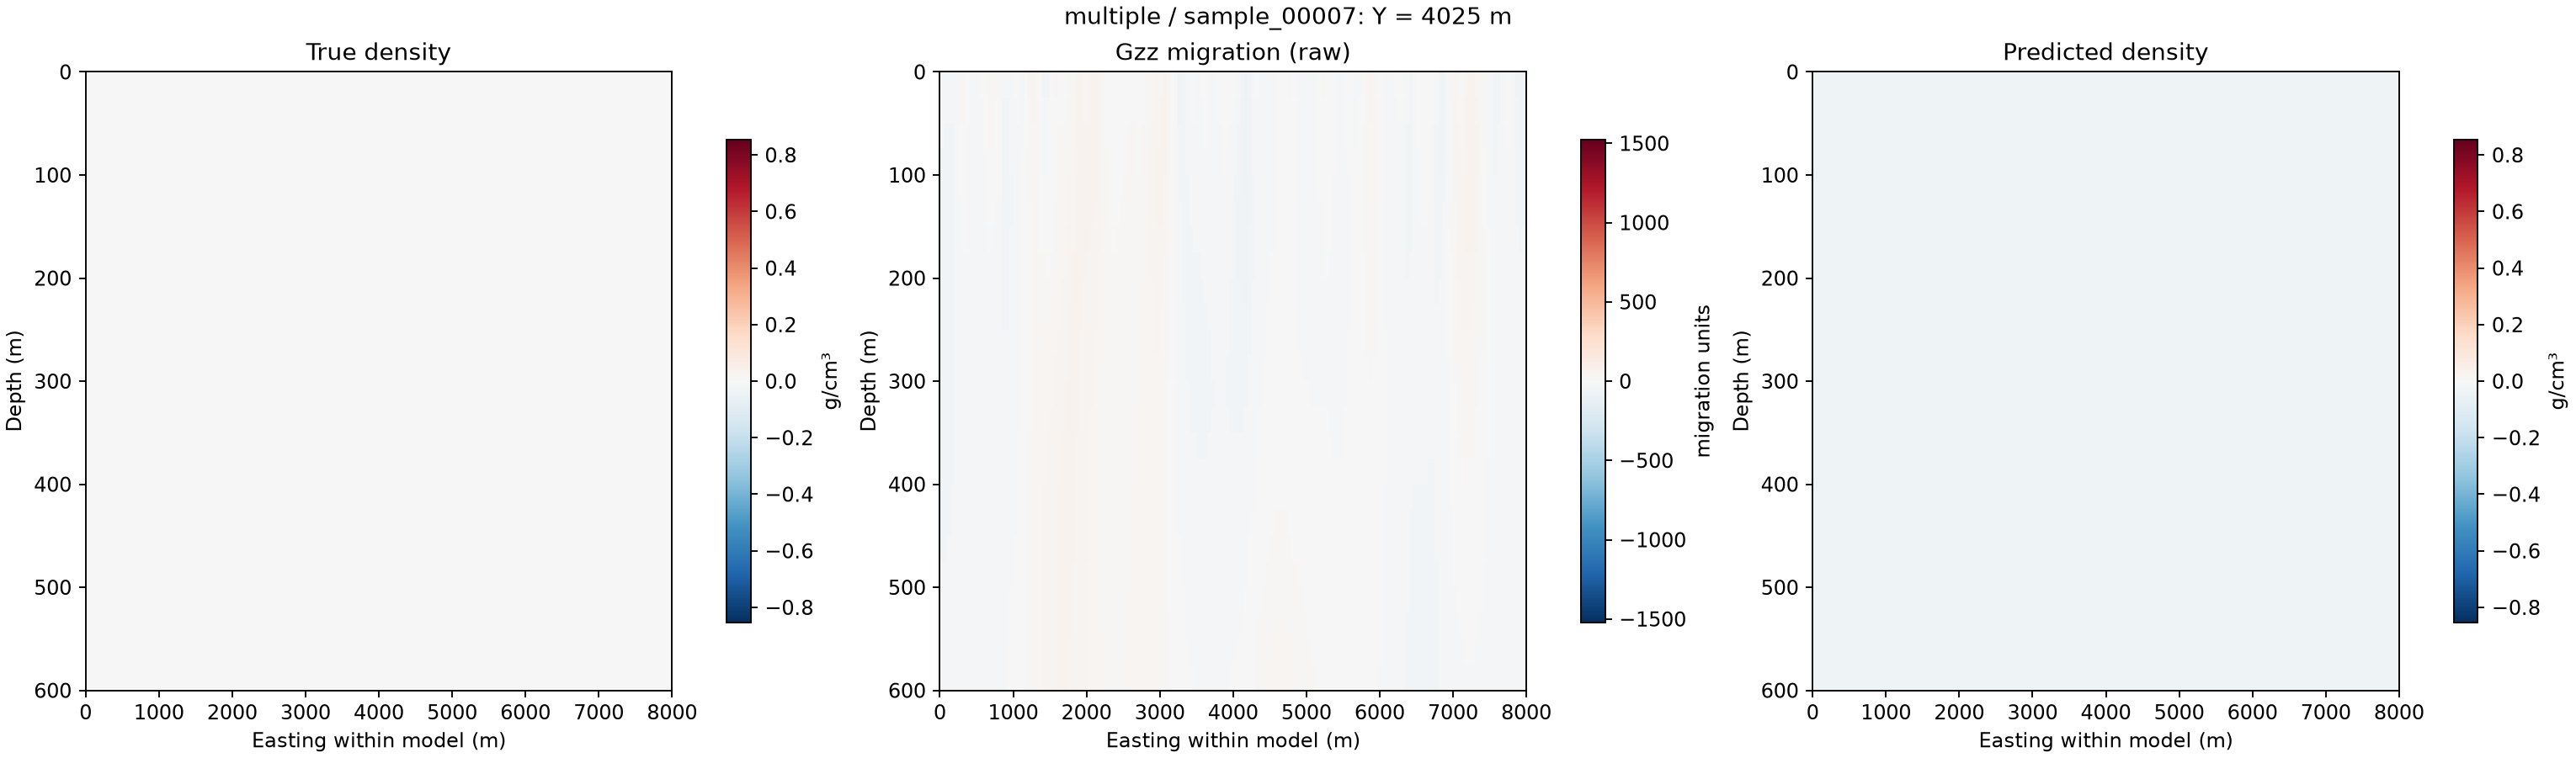 multiple / sample_00007: Y = 4025 m
True density
0
100
200
300
400
500
600
Depth (m)
0 1000 2000 3000 4000 5000 6000 7000 8000
Easting within model (m)
0.8
0.6
0.4
0.2
0.0
−0.2
−0.4
−0.6
−0.8
g/cm³
Gzz migration (raw)
0
100
200
300
400
500
600
Depth (m)
0 1000 2000 3000 4000 5000 6000 7000 8000
Easting within model (m)
1500
1000
500
0
−500
−1000
−1500
migration units
Predicted density
0
100
200
300
400
500
600
Depth (m)
0 1000 2000 3000 4000 5000 6000 7000 8000
Easting within model (m)
0.8
0.6
0.4
0.2
0.0
−0.2
−0.4
−0.6
−0.8
g/cm³